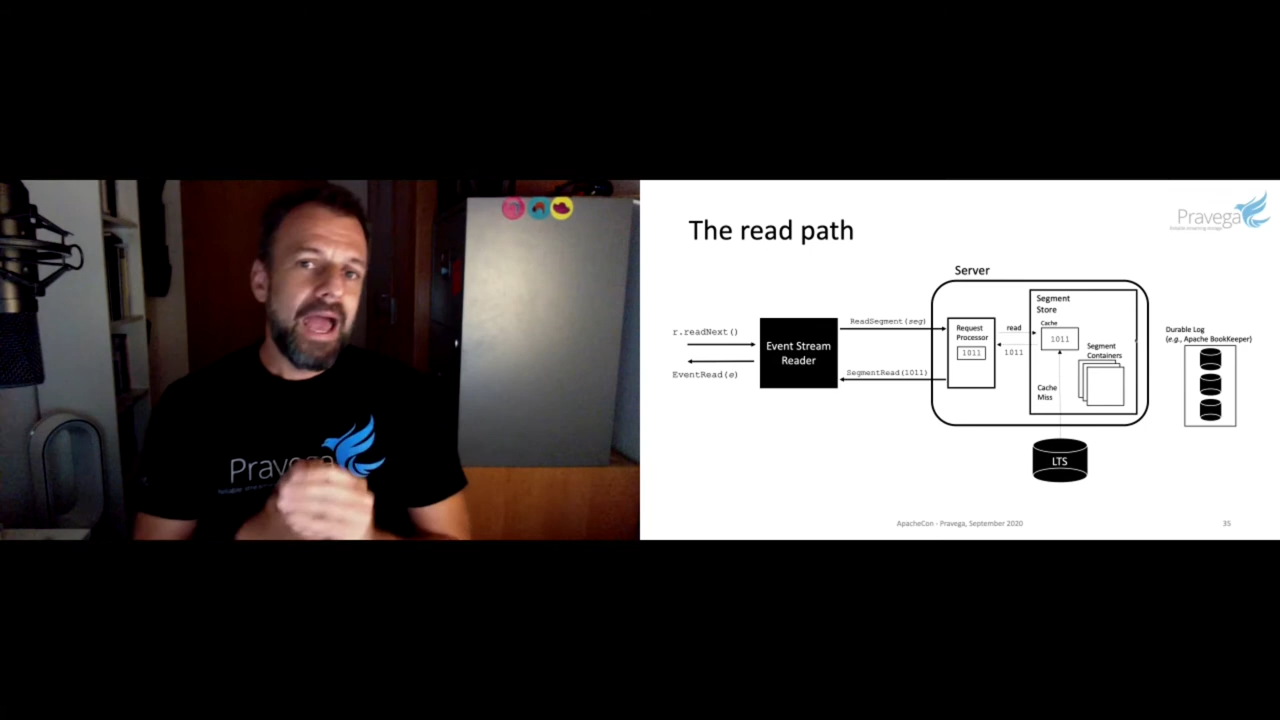 Pravega
The read path
Pravega
Server
Segment
Store
Cache
1011
Segment
Containers
Cache
Miss
Request
Processor
1011
read
1011
ReadSegment(seg)
SegmentRead(1011)
r.readNext()
EventRead(e)
Event Stream
Reader
Durable Log
(e.g., Apache BookKeeper)
LTS
ApacheCon - Pravega, September 2020
35